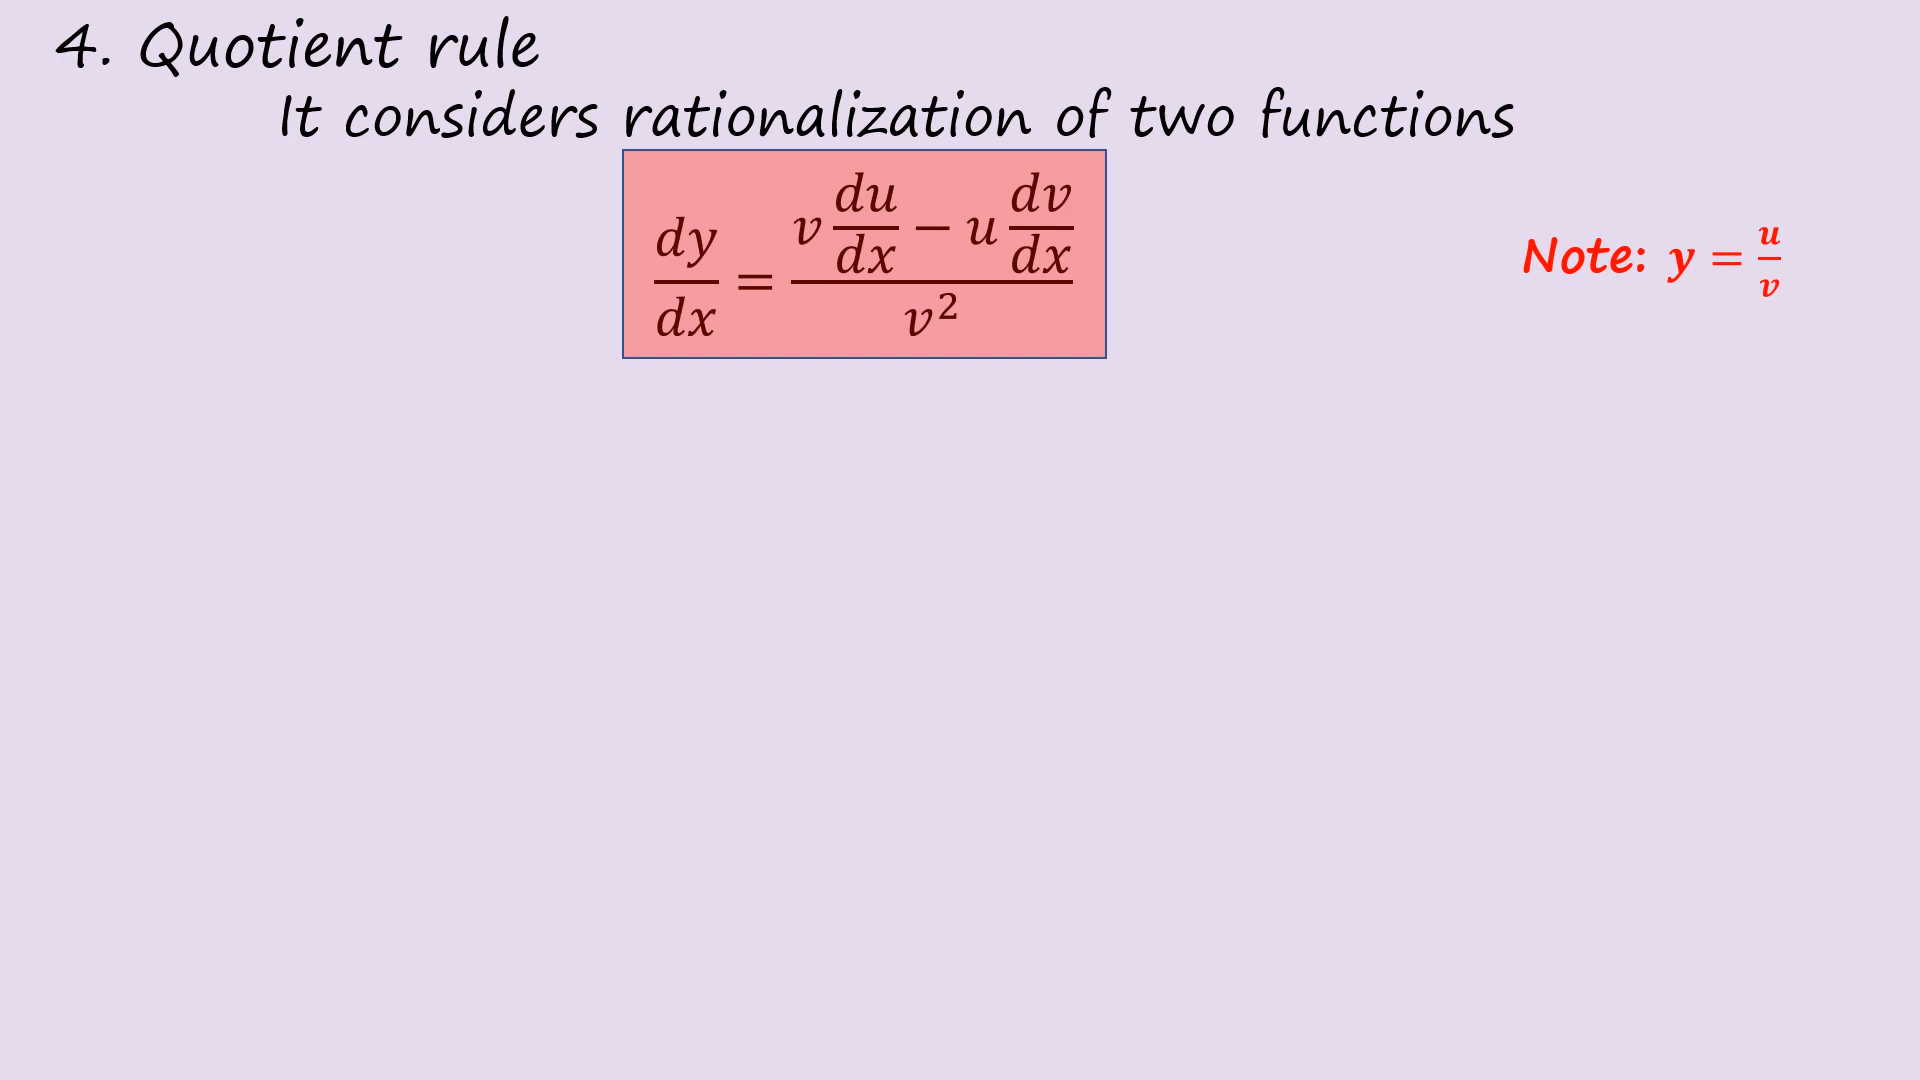 4. Quotient rule
It considers rationalization of two functions
dy/dx = (v du/dx − u dv/dx) / v²
Note: y = u/v